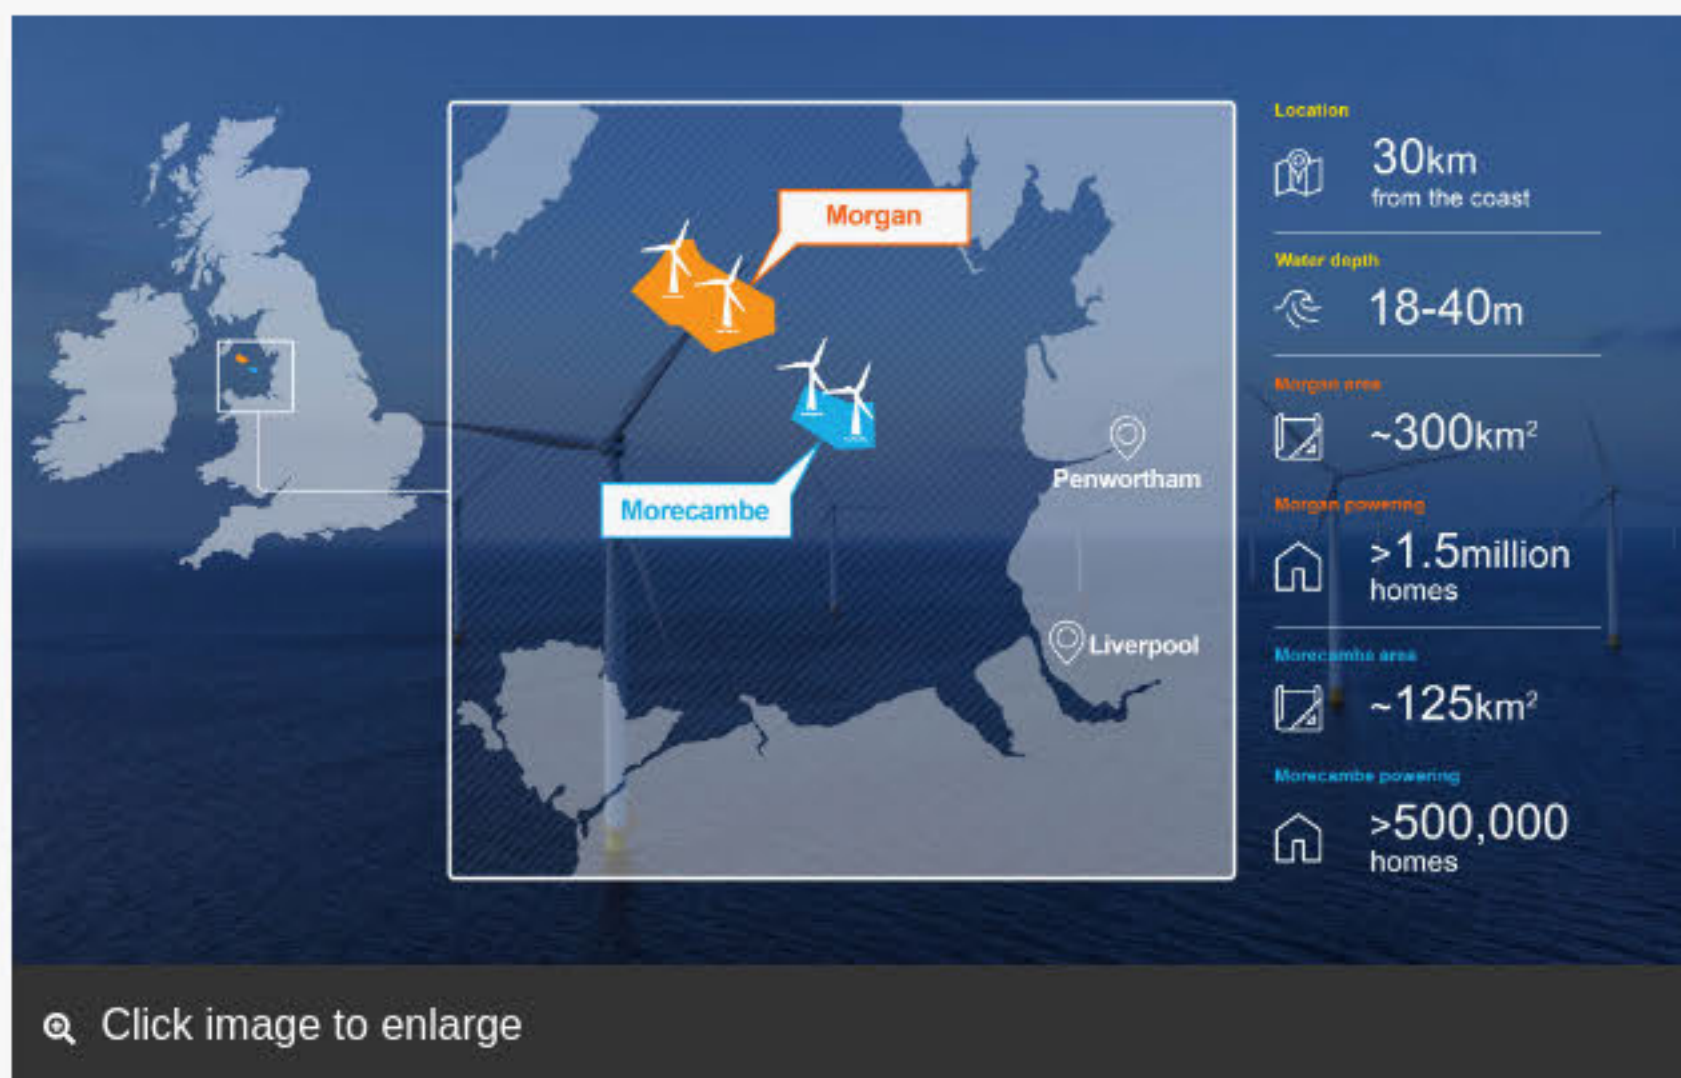 Morgan
Morecambe
Penwortham
Liverpool
Location
30km
from the coast
Water depth
18-40m
Morgan area
~300km²
Morgan powering
>1.5million
homes
Morecambe area
~125km²
Morecambe powering
>500,000
homes
Click image to enlarge